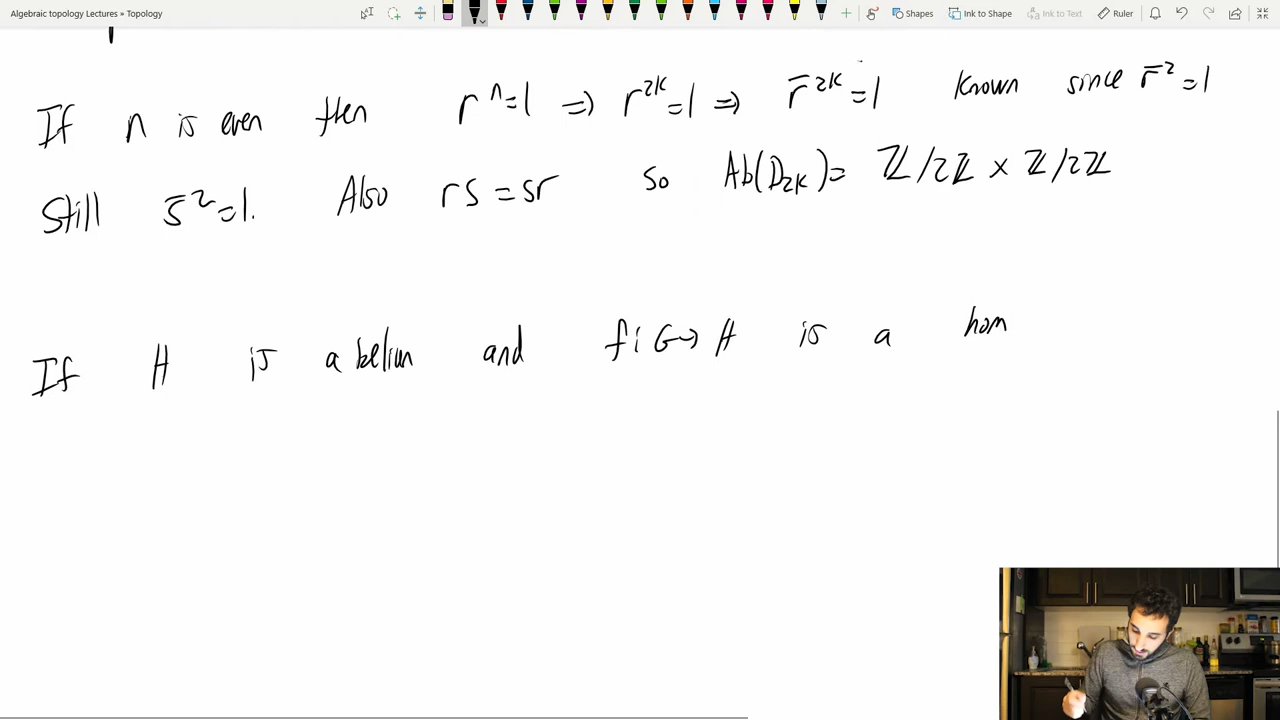 Algebraic topology Lectures » Topology
Shapes
Ink to Shape
Ink to Text
Ruler
If n is even then rⁿ=1 ⇒ r²ᵏ=1 ⇒ r̄²ᵏ=1 known since r̄²=1
Still s̄²=1. Also rs=sr so Ab(D₂ₖ)= ℤ/2ℤ × ℤ/2ℤ
If H is abelian and f: G→H is a hom